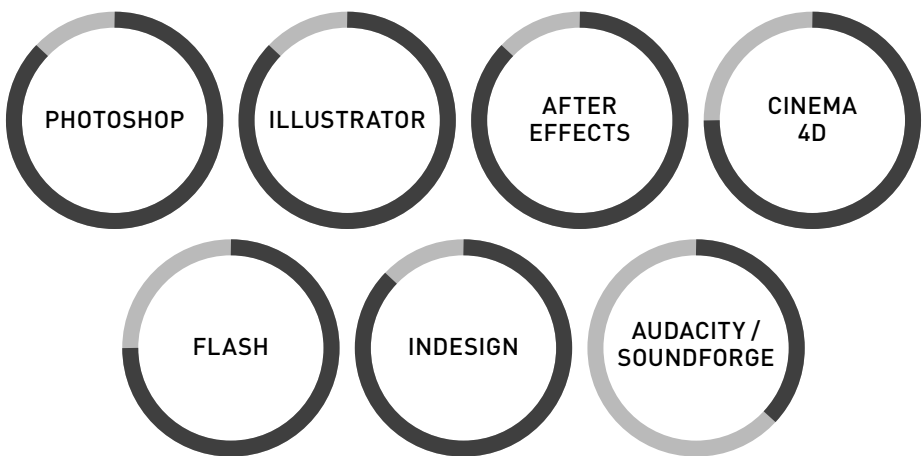 PHOTOSHOP
ILLUSTRATOR
AFTER
EFFECTS
CINEMA
4D
FLASH
INDESIGN
AUDACITY /
SOUNDFORGE